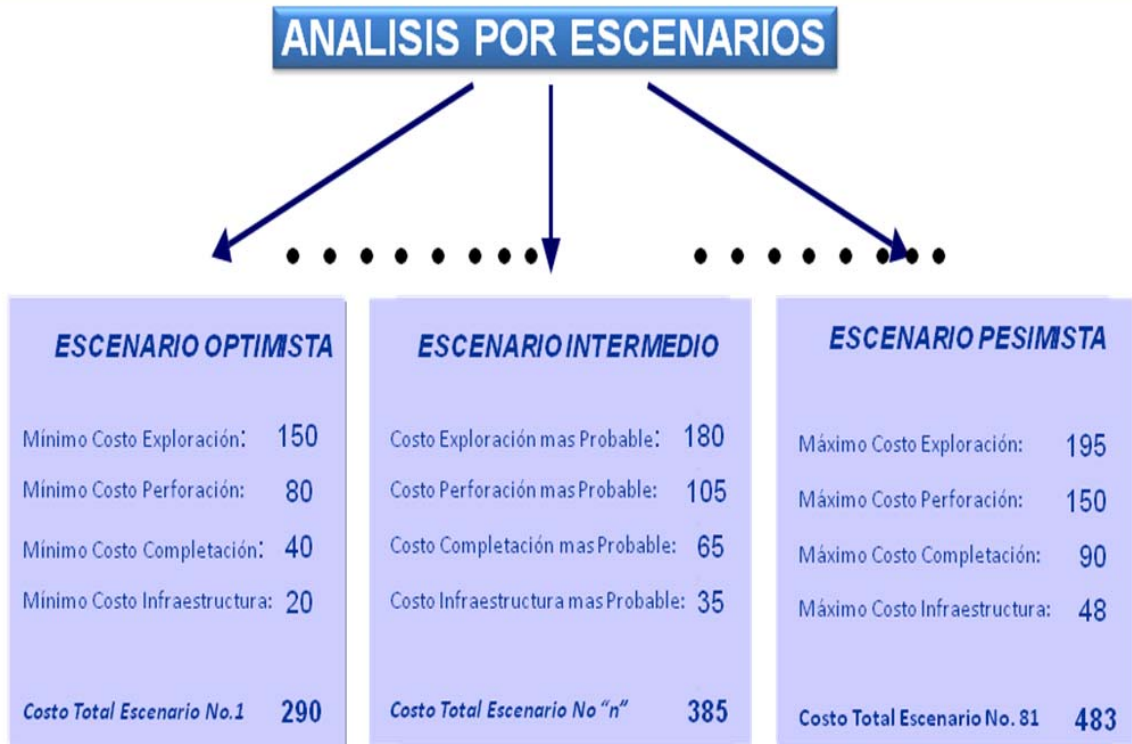 ANALISIS POR ESCENARIOS
ESCENARIO OPTIMISTA
Mínimo Costo Exploración: 150
Mínimo Costo Perforación: 80
Mínimo Costo Completación: 40
Mínimo Costo Infraestructura: 20
Costo Total Escenario No.1 290
ESCENARIO INTERMEDIO
Costo Exploración mas Probable: 180
Costo Perforación mas Probable: 105
Costo Completación mas Probable: 65
Costo Infraestructura mas Probable: 35
Costo Total Escenario No “n” 385
ESCENARIO PESIMISTA
Máximo Costo Exploración: 195
Máximo Costo Perforación: 150
Máximo Costo Completación: 90
Máximo Costo Infraestructura: 48
Costo Total Escenario No. 81 483